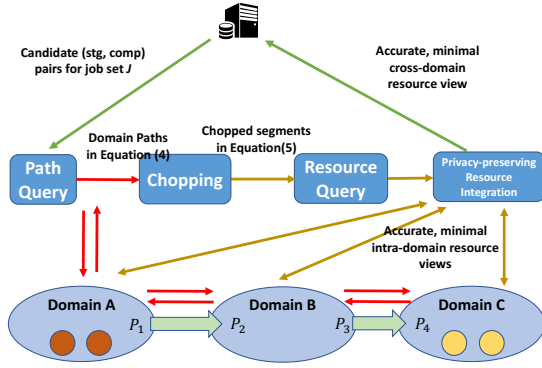 Candidate (stg, comp)
pairs for job set J
Accurate, minimal
cross-domain
resource view
Domain Paths
in Equation (4)
Chopped segments
in Equation(5)
Path
Query
Chopping
Resource
Query
Privacy-preserving
Resource
Integration
Accurate, minimal
intra-domain resource
views
Domain A
Domain B
Domain C
P₁
P₂
P₃
P₄